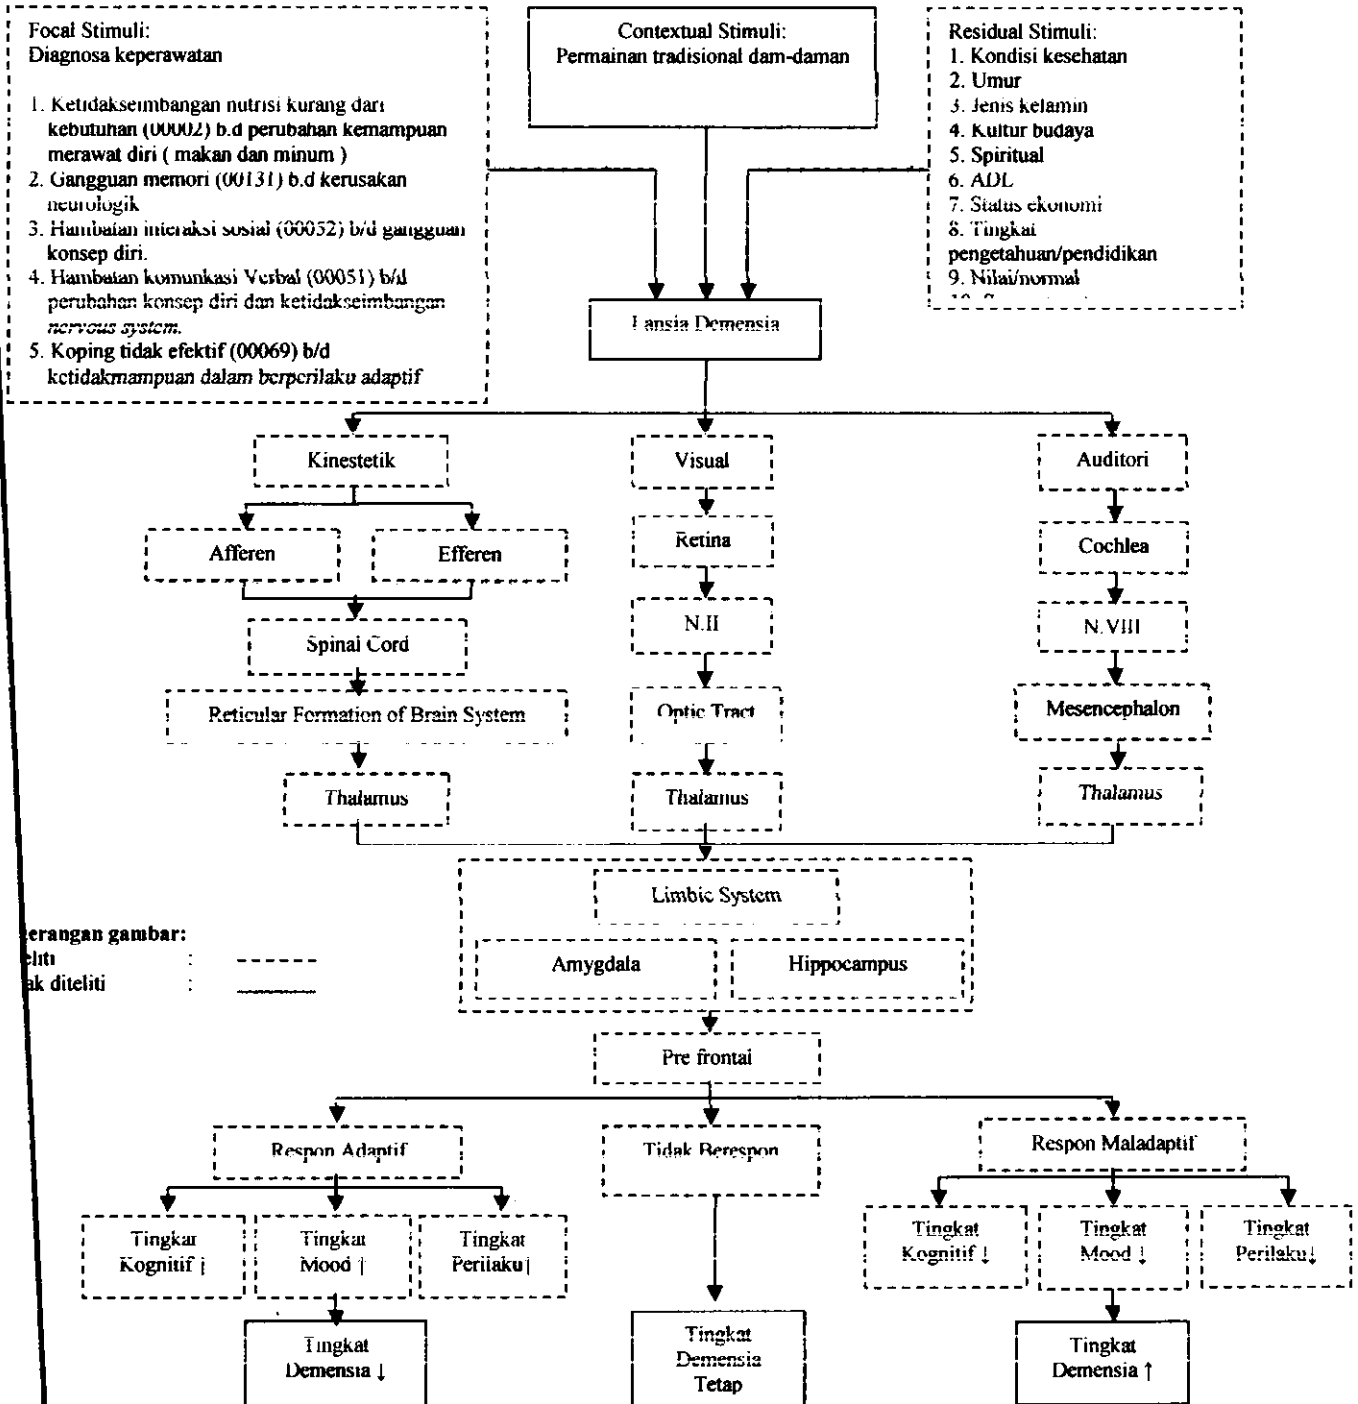 Focal Stimuli:
Diagnosa keperawatan
1. Ketidakseimbangan nutrisi kurang dari
kebutuhan (00002) b.d perubahan kemampuan
merawat diri ( makan dan minum )
2. Gangguan memori (00131) b.d kerusakan
neurologik
3. Hambatan interaksi sosial (00052) b/d gangguan
konsep diri.
4. Hambatan komunkasi Verbal (00051) b/d
perubahan konsep diri dan ketidakseimbangan
nervous system.
5. Koping tidak efektif (00069) b/d
ketidakmampuan dalam berperilaku adaptif
Contextual Stimuli:
Permainan tradisional dam-daman
Residual Stimuli:
1. Kondisi kesehatan
2. Umur
3. Jenis kelamin
4. Kultur budaya
5. Spiritual
6. ADL
7. Status ekonomi
8. Tingkat
pengetahuan/pendidikan
9. Nilai/normal
Lansia Demensia
Kinestetik
Visual
Auditori
Afferen
Efferen
Retina
Cochlea
Spinal Cord
N.II
N.VIII
Reticular Formation of Brain System
Optic Tract
Mesencephalon
Thalamus
Thalamus
Thalamus
Limbic System
Amygdala
Hippocampus
erangan gambar:
eliti : -------
ak diteliti : _______
Pre frontal
Respon Adaptif
Tidak Berespon
Respon Maladaptif
Tingkat
Kognitif ↑
Tingkat
Mood ↑
Tingkat
Perilaku↑
Tingkat
Kognitif ↓
Tingkat
Mood ↓
Tingkat
Perilaku↓
Tingkat
Demensia ↓
Tingkat
Demensia
Tetap
Tingkat
Demensia ↑